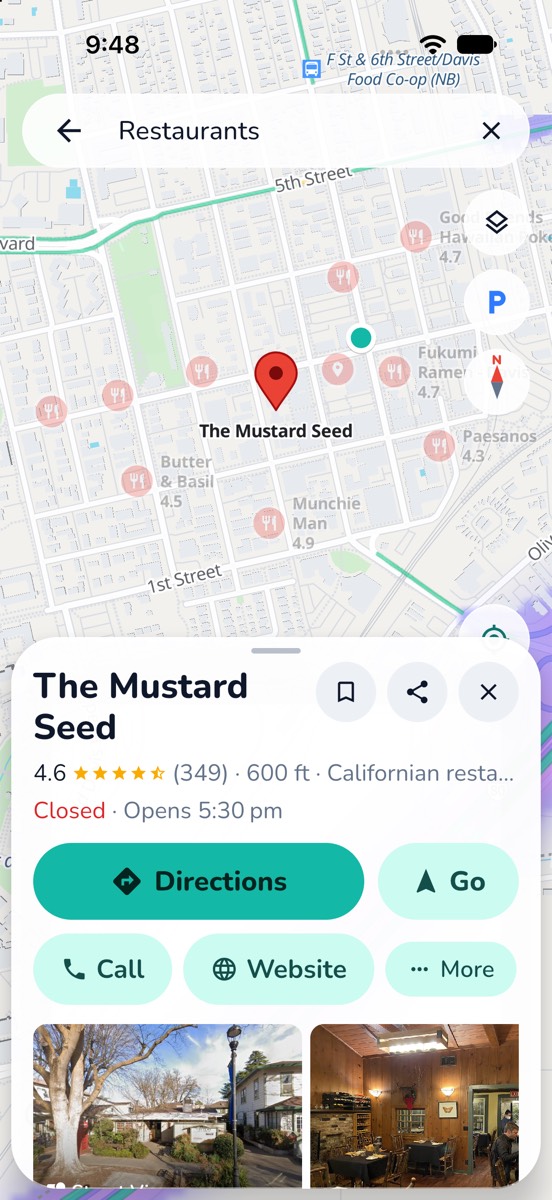 9:48
F St & 6th Street/Davis
Food Co-op (NB)
Restaurants
5th Street
vard
4.7
P
N
Fukumi
Ramen
4.7
The Mustard Seed
Paesanos
4.3
Butter
& Basil
4.5
Munchie
Man
4.9
1st Street
The Mustard
Seed
4.6 (349) · 600 ft · Californian resta...
Closed · Opens 5:30 pm
Directions
Go
Call
Website
More